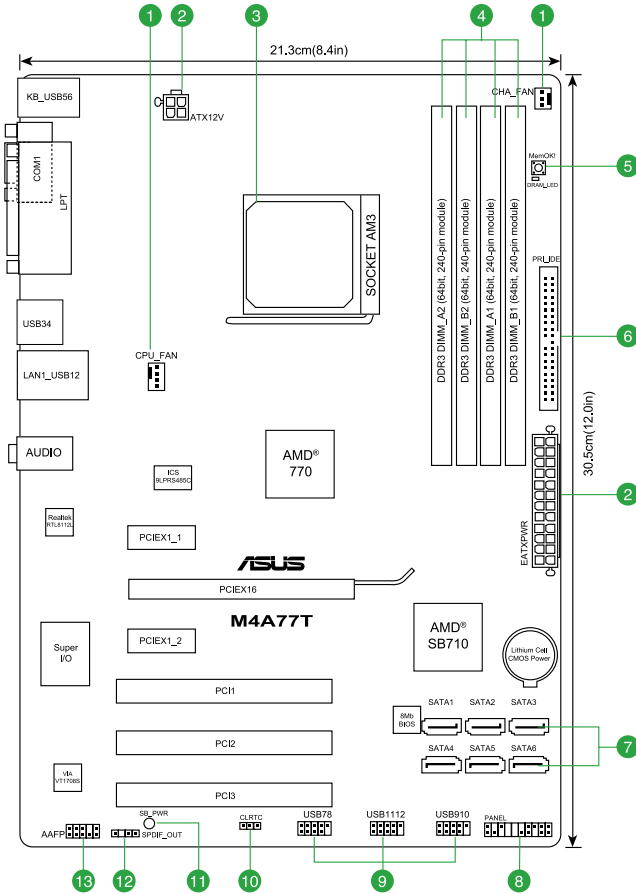 1
2
3
4
1
21.3cm(8.4in)
KB_USB56
ATX12V
CHA_FAN
COM1
LPT
SOCKET AM3
DDR3 DIMM_A2 (64bit, 240-pin module)
DDR3 DIMM_B2 (64bit, 240-pin module)
DDR3 DIMM_A1 (64bit, 240-pin module)
DDR3 DIMM_B1 (64bit, 240-pin module)
MemOK!
5
DRAM_LED
PRI_IDE
6
USB34
CPU_FAN
LAN1_USB12
30.5cm(12.0in)
AUDIO
AMD®
770
ICS
9LPRS485C
EATXPWR
2
Realtek
RTL8112L
PCIEX1_1
ASUS
PCIEX16
M4A77T
Super
I/O
PCIEX1_2
AMD®
SB710
Lithium Cell
CMOS Power
PCI1
SATA1
SATA2
SATA3
8Mb
BIOS
PCI2
7
SATA4
SATA5
SATA6
VIA
VT1708S
PCI3
SB_PWR
CLRTC
USB78
USB1112
USB910
PANEL
AAFP
SPDIF_OUT
13
12
11
10
9
8